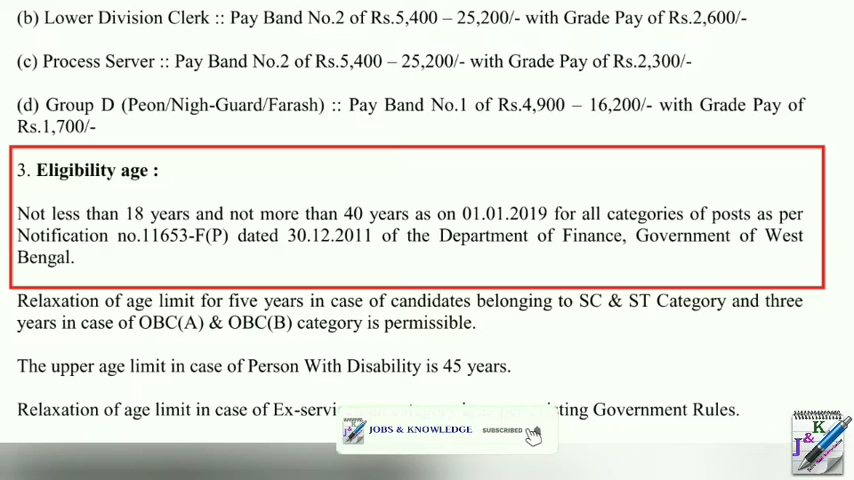 (b) Lower Division Clerk :: Pay Band No.2 of Rs.5,400 – 25,200/- with Grade Pay of Rs.2,600/-
(c) Process Server :: Pay Band No.2 of Rs.5,400 – 25,200/- with Grade Pay of Rs.2,300/-
(d) Group D (Peon/Nigh-Guard/Farash) :: Pay Band No.1 of Rs.4,900 – 16,200/- with Grade Pay of
Rs.1,700/-
3. Eligibility age :
Not less than 18 years and not more than 40 years as on 01.01.2019 for all categories of posts as per
Notification no.11653-F(P) dated 30.12.2011 of the Department of Finance, Government of West
Bengal.
Relaxation of age limit for five years in case of candidates belonging to SC & ST Category and three
years in case of OBC(A) & OBC(B) category is permissible.
The upper age limit in case of Person With Disability is 45 years.
Relaxation of age limit in case of Government Rules.
JOBS & KNOWLEDGE SUBSCRIBED
J&K